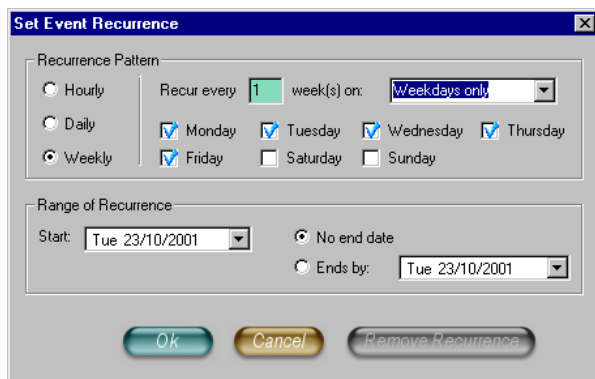 Set Event Recurrence
Recurrence Pattern
Hourly
Daily
Weekly
Recur every 1 week(s) on: Weekdays only
Monday Tuesday Wednesday Thursday
Friday Saturday Sunday
Range of Recurrence
Start: Tue 23/10/2001
No end date
Ends by: Tue 23/10/2001
Ok Cancel Remove Recurrence